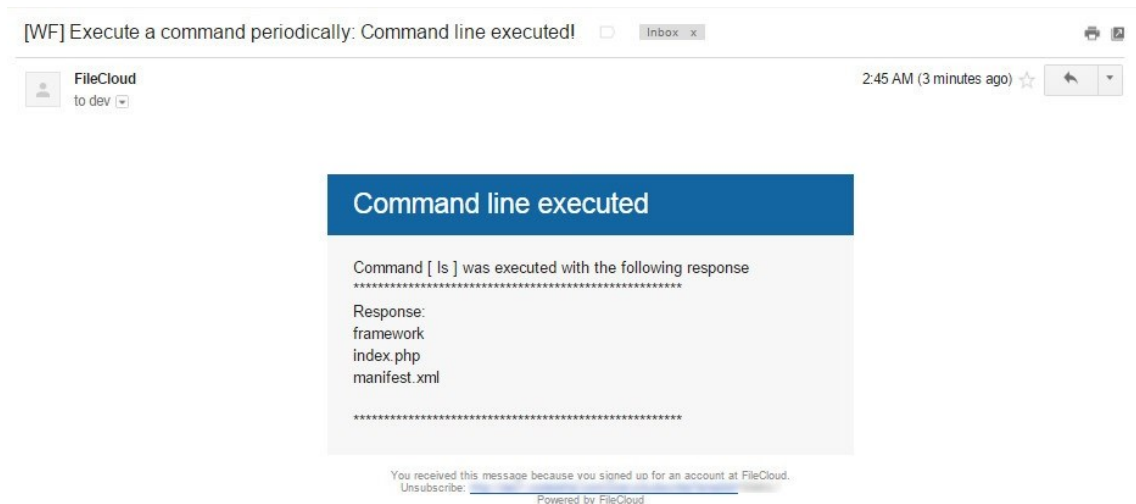 [WF] Execute a command periodically: Command line executed!
Inbox x
FileCloud
2:45 AM (3 minutes ago)
to dev
Command line executed
Command [ ls ] was executed with the following response
*******************************************************
Response:
framework
index.php
manifest.xml
*******************************************************
You received this message because you signed up for an account at FileCloud.
Unsubscribe:
Powered by FileCloud